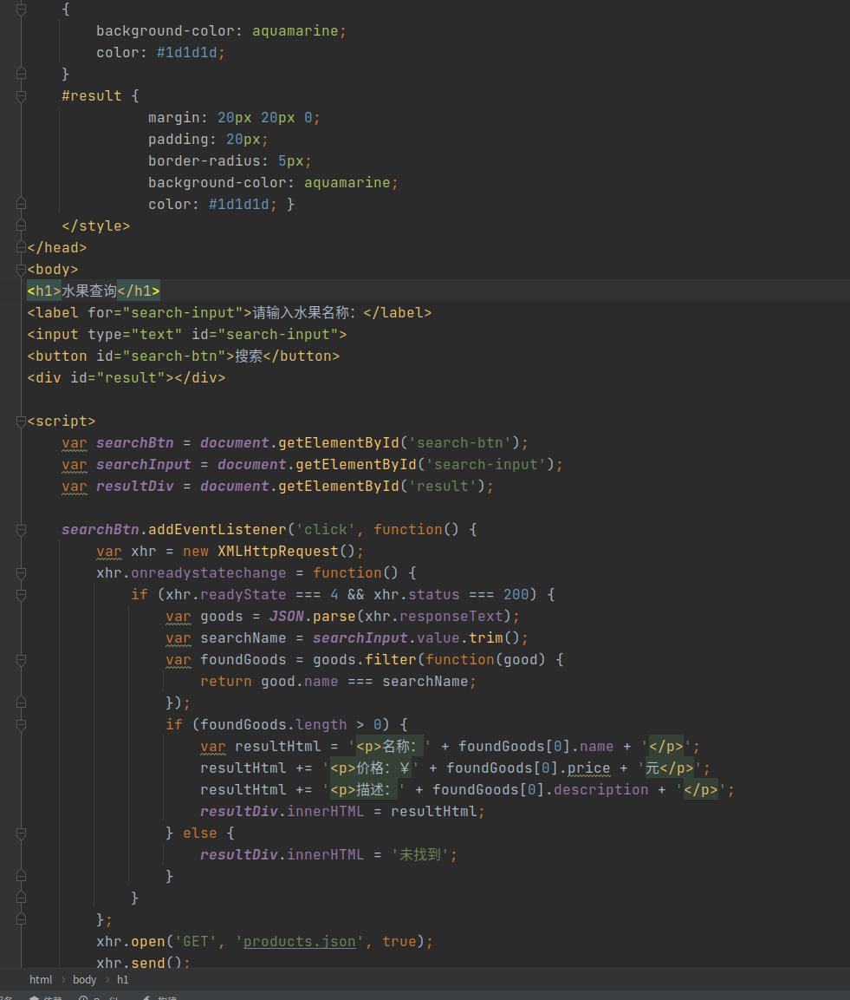 {
background-color: aquamarine;
color: #1d1d1d;
}
#result {
margin: 20px 20px 0;
padding: 20px;
border-radius: 5px;
background-color: aquamarine;
color: #1d1d1d; }
</style>
</head>
<body>
<h1>水果查询</h1>
<label for="search-input">请输入水果名称：</label>
<input type="text" id="search-input">
<button id="search-btn">搜索</button>
<div id="result"></div>
<script>
var searchBtn = document.getElementById('search-btn');
var searchInput = document.getElementById('search-input');
var resultDiv = document.getElementById('result');
searchBtn.addEventListener('click', function() {
var xhr = new XMLHttpRequest();
xhr.onreadystatechange = function() {
if (xhr.readyState === 4 && xhr.status === 200) {
var goods = JSON.parse(xhr.responseText);
var searchName = searchInput.value.trim();
var foundGoods = goods.filter(function(good) {
return good.name === searchName;
});
if (foundGoods.length > 0) {
var resultHtml = '<p>名称：' + foundGoods[0].name + '</p>';
resultHtml += '<p>价格：￥' + foundGoods[0].price + '元</p>';
resultHtml += '<p>描述：' + foundGoods[0].description + '</p>';
resultDiv.innerHTML = resultHtml;
} else {
resultDiv.innerHTML = '未找到';
}
}
};
xhr.open('GET', 'products.json', true);
xhr.send();
html › body › h1